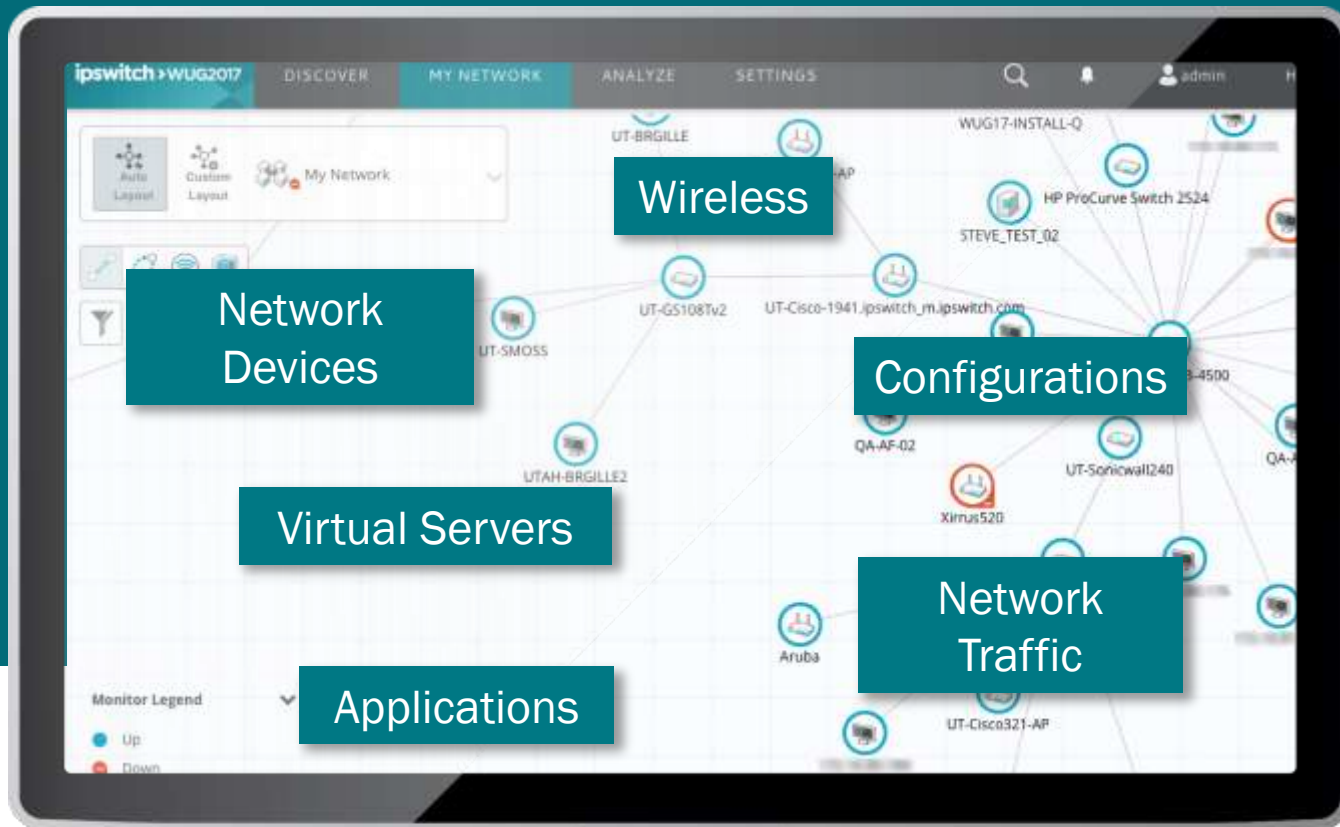 ipswitch >WUG2017 DISCOVER MY NETWORK ANALYZE SETTINGS admin H
Auto
Layout
Custom
Layout
My Network
UT-BRGILLE
AP
WUG17-INSTALL-Q
HP ProCurve Switch 2524
STEVE_TEST_02
Wireless
Network
Devices
UT-SMOSS
UT-GS108Tv2
UT-Cisco-1941.ipswitch_m.ipswitch.com
Configurations
-4500
QA-AF-02
UT-Sonicwall240
QA-A
UTAH-BRGILLE2
Xirrus520
Virtual Servers
Network
Traffic
Aruba
UT-Cisco321-AP
Monitor Legend
Up
Down
Applications